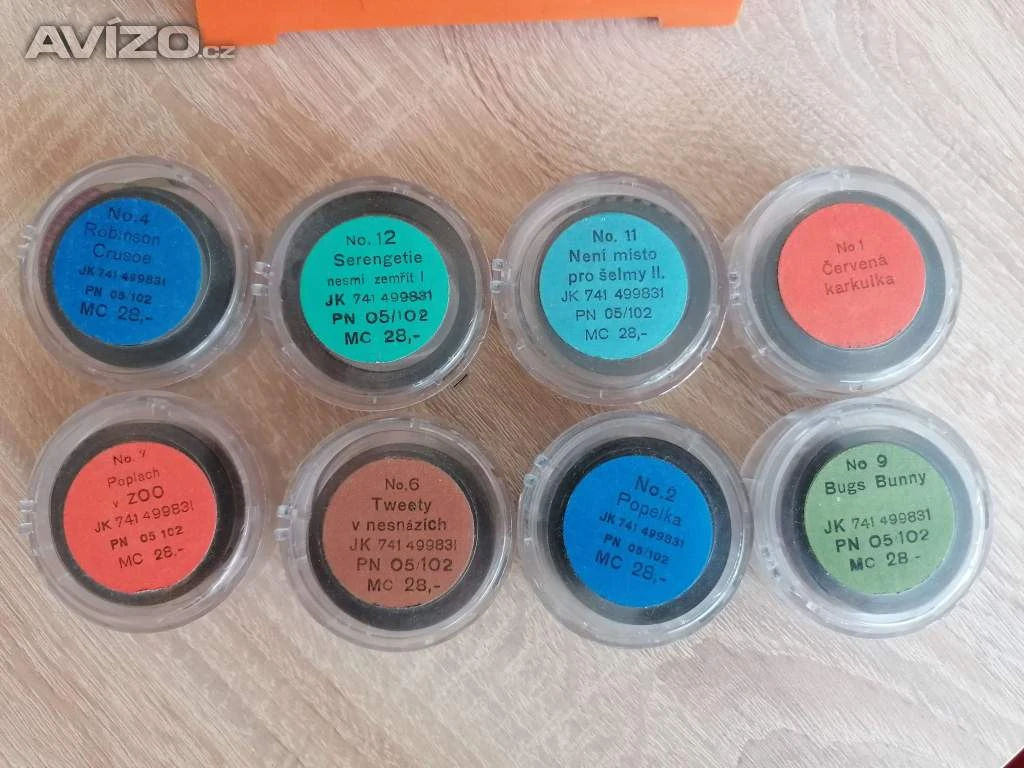 AVÍZO.cz
No.4
Robinson
Crusoe
JK 741 499831
PN 05/102
MC 28,-
No. 12
Serengetie
nesmí zemřít I
JK 741 499831
PN 05/102
MC 28,-
No. 11
Není místo
pro šelmy II.
JK 741 499831
PN 05/102
MC 28,-
No 1
Červená
karkulka
No. 7
Poplach
v ZOO
JK 741 499831
PN 05 102
MC 28.-
No.6
Tweety
v nesnázích
JK 741 499831
PN 05/102
MC 28,-
No.2
Popelka
JK 741 499831
PN 05/102
MC 28,-
No 9
Bugs Bunny
JK 741 499831
PN 05/102
MC 28.-